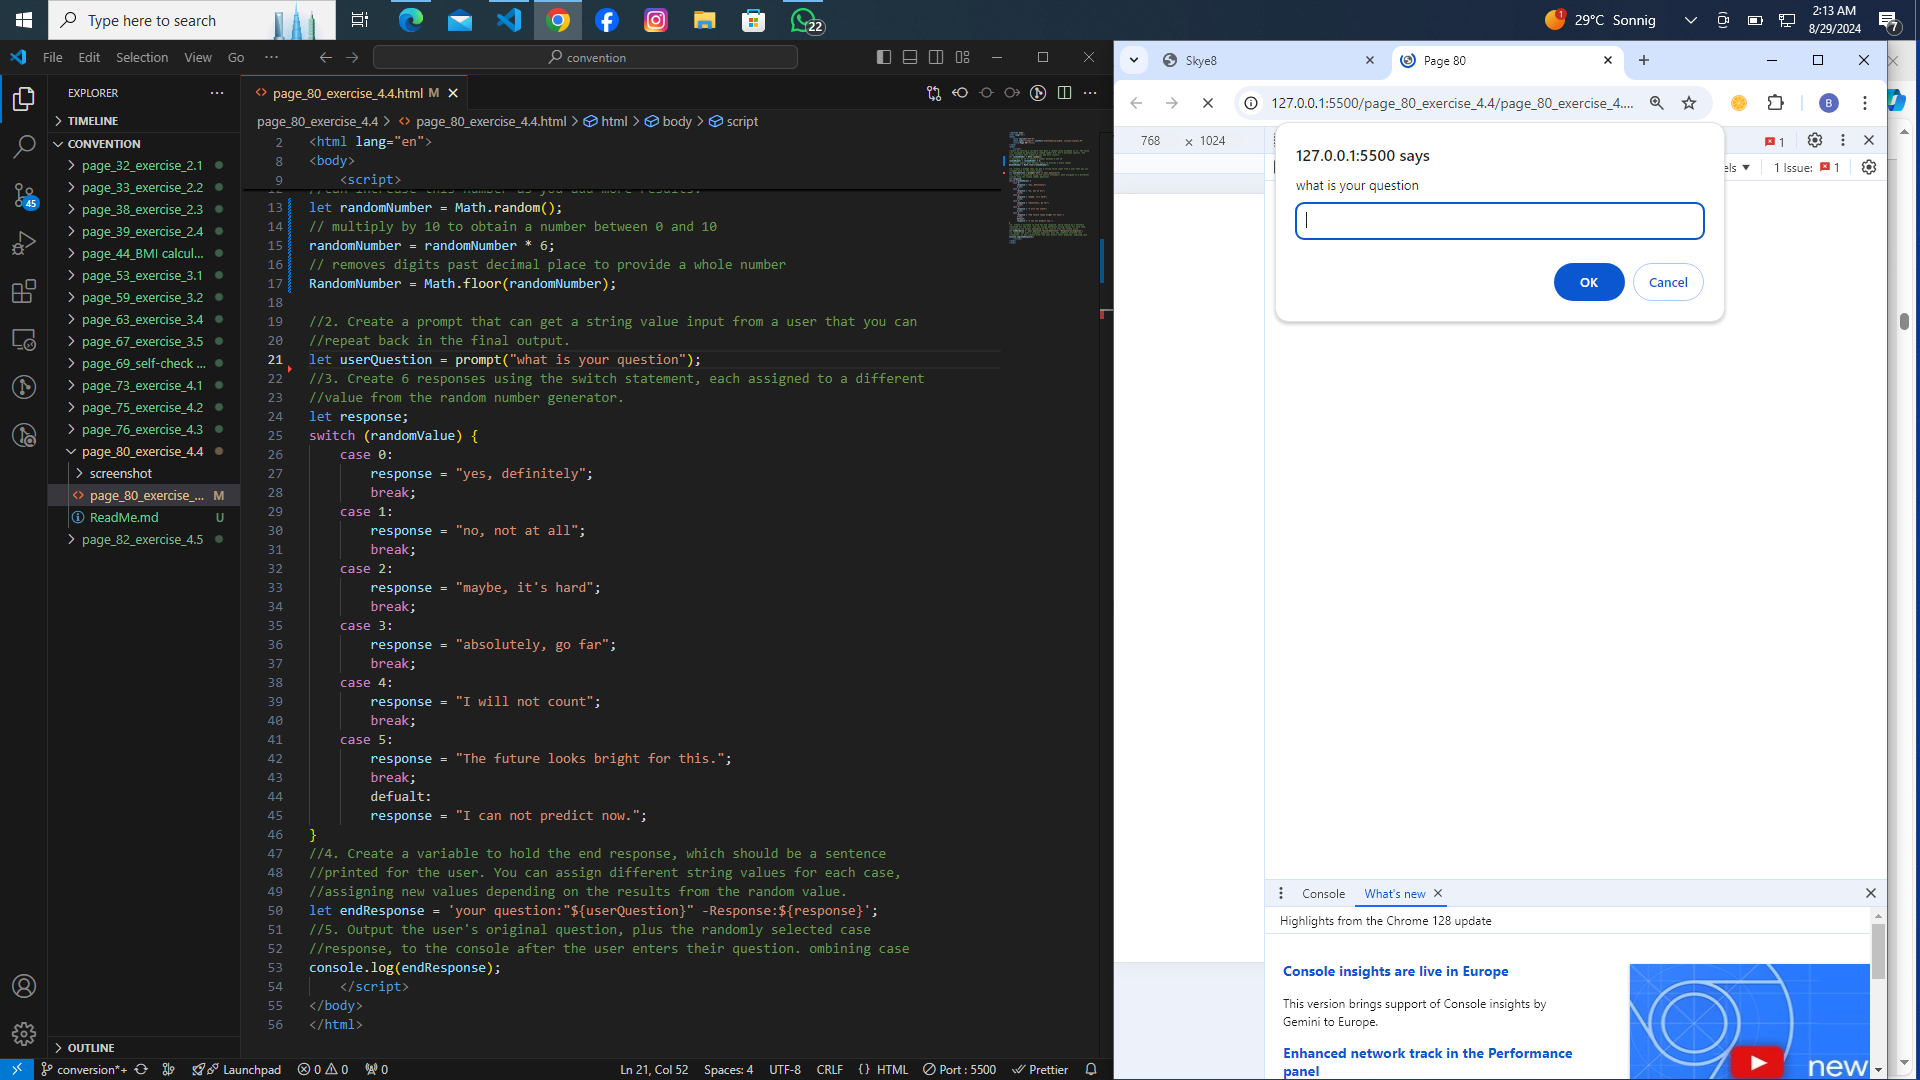 Type here to search
22
1
29°C Sonnig
2:13 AM
8/29/2024
7
File Edit Selection View Go ...
convention
EXPLORER
TIMELINE
CONVENTION
page_32_exercise_2.1
page_33_exercise_2.2
page_38_exercise_2.3
page_39_exercise_2.4
page_44_BMI calcul...
page_53_exercise_3.1
page_59_exercise_3.2
page_63_exercise_3.4
page_67_exercise_3.5
page_69_self-check ...
page_73_exercise_4.1
page_75_exercise_4.2
page_76_exercise_4.3
page_80_exercise_4.4
screenshot
page_80_exercise_... M
ReadMe.md U
page_82_exercise_4.5
OUTLINE
45
page_80_exercise_4.4.html M
page_80_exercise_4.4 > page_80_exercise_4.4.html > html > body > script
2 <html lang="en">
8 <body>
9 <script>
12 //can increase this number as you add more results.
13 let randomNumber = Math.random();
14 // multiply by 10 to obtain a number between 0 and 10
15 randomNumber = randomNumber * 6;
16 // removes digits past decimal place to provide a whole number
17 RandomNumber = Math.floor(randomNumber);
18
19 //2. Create a prompt that can get a string value input from a user that you can
20 //repeat back in the final output.
21 let userQuestion = prompt("what is your question");
22 //3. Create 6 responses using the switch statement, each assigned to a different
23 //value from the random number generator.
24 let response;
25 switch (randomValue) {
26 case 0:
27 response = "yes, definitely";
28 break;
29 case 1:
30 response = "no, not at all";
31 break;
32 case 2:
33 response = "maybe, it's hard";
34 break;
35 case 3:
36 response = "absolutely, go far";
37 break;
38 case 4:
39 response = "I will not count";
40 break;
41 case 5:
42 response = "The future looks bright for this.";
43 break;
44 defualt:
45 response = "I can not predict now.";
46 }
47 //4. Create a variable to hold the end response, which should be a sentence
48 //printed for the user. You can assign different string values for each case,
49 //assigning new values depending on the results from the random value.
50 let endResponse = 'your question:"${userQuestion}" -Response:${response}';
51 //5. Output the user's original question, plus the randomly selected case
52 //response, to the console after the user enters their question. ombining case
53 console.log(endResponse);
54 </script>
55 </body>
56 </html>
conversion*+
Launchpad
0 0
0
Ln 21, Col 52 Spaces: 4 UTF-8 CRLF {} HTML Port : 5500 Prettier
Skye8
Page 80
127.0.0.1:5500/page_80_exercise_4.4/page_80_exercise_4....
B
768 × 1024
1
els
1 Issue: 1
127.0.0.1:5500 says
what is your question
OK
Cancel
Console What's new
Highlights from the Chrome 128 update
Console insights are live in Europe
This version brings support of Console insights by
Gemini to Europe.
Enhanced network track in the Performance
panel
new